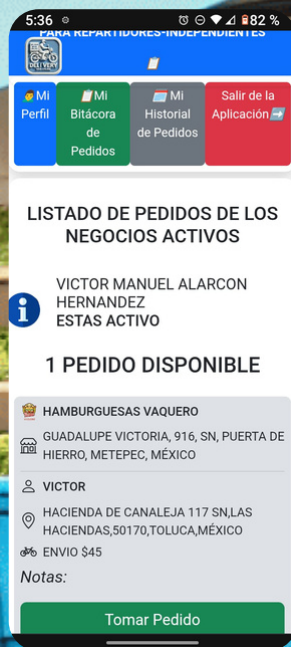 5:36
82 %
PARA REPARTIDORES-INDEPENDIENTES
DELIVERY
Mi
Perfil
Mi
Bitácora
de
Pedidos
Mi
Historial
de Pedidos
Salir de la
Aplicación
LISTADO DE PEDIDOS DE LOS
NEGOCIOS ACTIVOS
VICTOR MANUEL ALARCON
HERNANDEZ
ESTAS ACTIVO
1 PEDIDO DISPONIBLE
HAMBURGUESAS VAQUERO
GUADALUPE VICTORIA, 916, SN, PUERTA DE
HIERRO, METEPEC, MÉXICO
VICTOR
HACIENDA DE CANALEJA 117 SN,LAS
HACIENDAS,50170,TOLUCA,MÉXICO
ENVIO $45
Notas:
Tomar Pedido